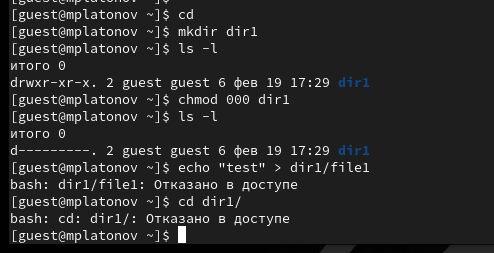 [guest@mplatonov ~]$ cd
[guest@mplatonov ~]$ mkdir dir1
[guest@mplatonov ~]$ ls -l
итого 0
drwxr-xr-x. 2 guest guest 6 фев 19 17:29 dir1
[guest@mplatonov ~]$ chmod 000 dir1
[guest@mplatonov ~]$ ls -l
итого 0
d---------. 2 guest guest 6 фев 19 17:29 dir1
[guest@mplatonov ~]$ echo "test" > dir1/file1
bash: dir1/file1: Отказано в доступе
[guest@mplatonov ~]$ cd dir1/
bash: cd: dir1/: Отказано в доступе
[guest@mplatonov ~]$